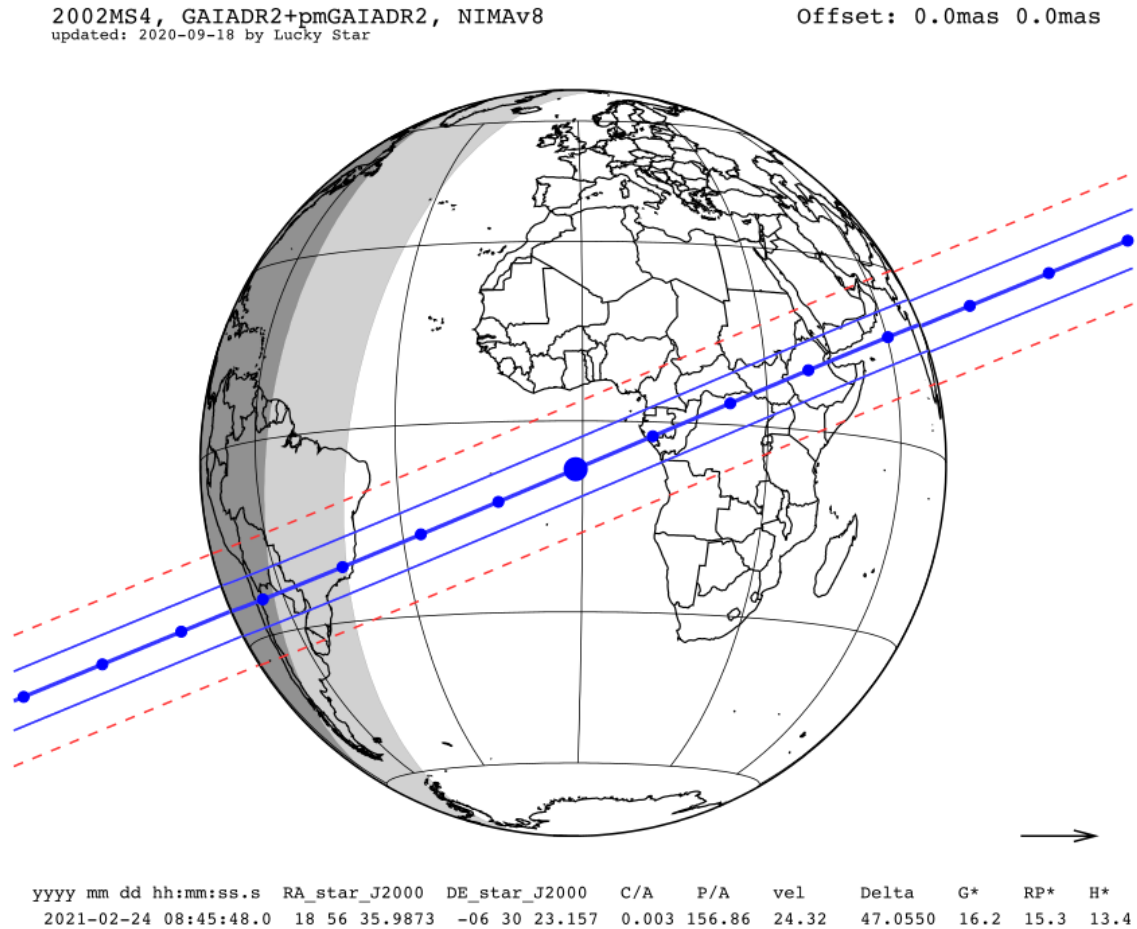 2002MS4, GAIADR2+pmGAIADR2, NIMAv8 Offset: 0.0mas 0.0mas
updated: 2020-09-18 by Lucky Star
yyyy mm dd hh:mm:ss.s RA_star_J2000 DE_star_J2000 C/A P/A vel Delta G* RP* H*
2021-02-24 08:45:48.0 18 56 35.9873 -06 30 23.157 0.003 156.86 24.32 47.0550 16.2 15.3 13.4